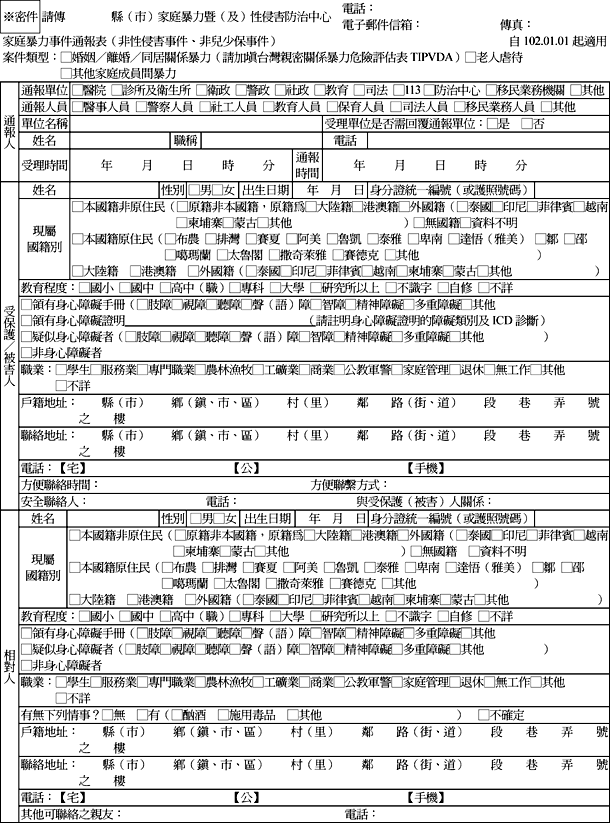 ※密件 請傳　　　縣（市）家庭暴力暨（及）性侵害防治中心　電話：
電子郵件信箱：　　　　　傳真：
家庭暴力事件通報表（非性侵害事件、非兒少保事件）　自 102.01.01 起適用
案件類型：□婚姻／離婚／同居關係暴力（請加填台灣親密關係暴力危險評估表 TIPVDA）□老人虐待
□其他家庭成員間暴力
通報人
通報單位 □醫院 □診所及衛生所 □衛政 □警政 □社政 □教育 □司法 □113 □防治中心 □移民業務機關 □其他
通報人員 □醫事人員 □警察人員 □社工人員 □教育人員 □保育人員 □司法人員 □移民業務人員 □其他
單位名稱　受理單位是否需回覆通報單位：□是 □否
姓名　職稱　電話
受理時間　年　月　日　時　分　通報時間　年　月　日　時　分
受保護／被害人
姓名　性別 □男□女 出生日期　年　月　日 身分證統一編號（或護照號碼）
現屬國籍別
□本國籍非原住民（□原籍非本國籍，原籍為□大陸籍□港澳籍□外國籍（□泰國□印尼□菲律賓□越南
□柬埔寨□蒙古□其他　　　）□無國籍□資料不明
□本國籍原住民（□布農 □排灣 □賽夏 □阿美 □魯凱 □泰雅 □卑南 □達悟（雅美）□鄒 □邵
□噶瑪蘭 □太魯閣 □撒奇萊雅 □賽德克 □其他　　　）
□大陸籍 □港澳籍 □外國籍（□泰國□印尼□菲律賓□越南□柬埔寨□蒙古□其他　　　）
教育程度：□國小 □國中 □高中（職）□專科 □大學 □研究所以上 □不識字 □自修 □不詳
□領有身心障礙手冊（□肢障□視障□聽障□聲（語）障□智障□精神障礙□多重障礙□其他
□領有身心障礙證明＿＿＿＿＿＿＿＿（請註明身心障礙證明的障礙類別及 ICD 診斷）
□疑似身心障礙者（□肢障□視障□聽障□聲（語）障□智障□精神障礙□多重障礙□其他　　　）
□非身心障礙者
職業：□學生□服務業□專門職業□農林漁牧□工礦業□商業□公教軍警□家庭管理□退休□無工作□其他
□不詳
戶籍地址：　縣（市）　鄉（鎮、市、區）　村（里）　鄰　路（街、道）　段　巷　弄　號
之　樓
聯絡地址：　縣（市）　鄉（鎮、市、區）　村（里）　鄰　路（街、道）　段　巷　弄　號
之　樓
電話：【宅】　　　【公】　　　【手機】
方便聯絡時間：　　　方便聯繫方式：
安全聯絡人：　　　電話：　　　與受保護（被害）人關係：
相對人
姓名　性別 □男□女 出生日期　年　月　日 身分證統一編號（或護照號碼）
現屬國籍別
□本國籍非原住民（□原籍非本國籍，原籍為□大陸籍□港澳籍□外國籍（□泰國□印尼□菲律賓□越南
□柬埔寨□蒙古□其他　　　）□無國籍 □資料不明
□本國籍原住民（□布農 □排灣 □賽夏 □阿美 □魯凱 □泰雅 □卑南 □達悟（雅美）□鄒 □邵
□噶瑪蘭 □太魯閣 □撒奇萊雅 □賽德克 □其他　　　）
□大陸籍 □港澳籍 □外國籍（□泰國□印尼□菲律賓□越南□柬埔寨□蒙古□其他　　　）
教育程度：□國小 □國中 □高中（職）□專科 □大學 □研究所以上 □不識字 □自修 □不詳
□領有身心障礙手冊（□肢障□視障□聽障□聲（語）障□智障□精神障礙□多重障礙□其他
□疑似身心障礙者（□肢障□視障□聽障□聲（語）障□智障□精神障礙□多重障礙□其他　　　）
□非身心障礙者
職業：□學生□服務業□專門職業□農林漁牧□工礦業□商業□公教軍警□家庭管理□退休□無工作□其他
□不詳
有無下列情事？□無 □有（□酗酒 □施用毒品 □其他　　　）□不確定
戶籍地址：　縣（市）　鄉（鎮、市、區）　村（里）　鄰　路（街、道）　段　巷　弄　號
之　樓
聯絡地址：　縣（市）　鄉（鎮、市、區）　村（里）　鄰　路（街、道）　段　巷　弄　號
之　樓
電話：【宅】　　　【公】　　　【手機】
其他可聯絡之親友：　　　電話：